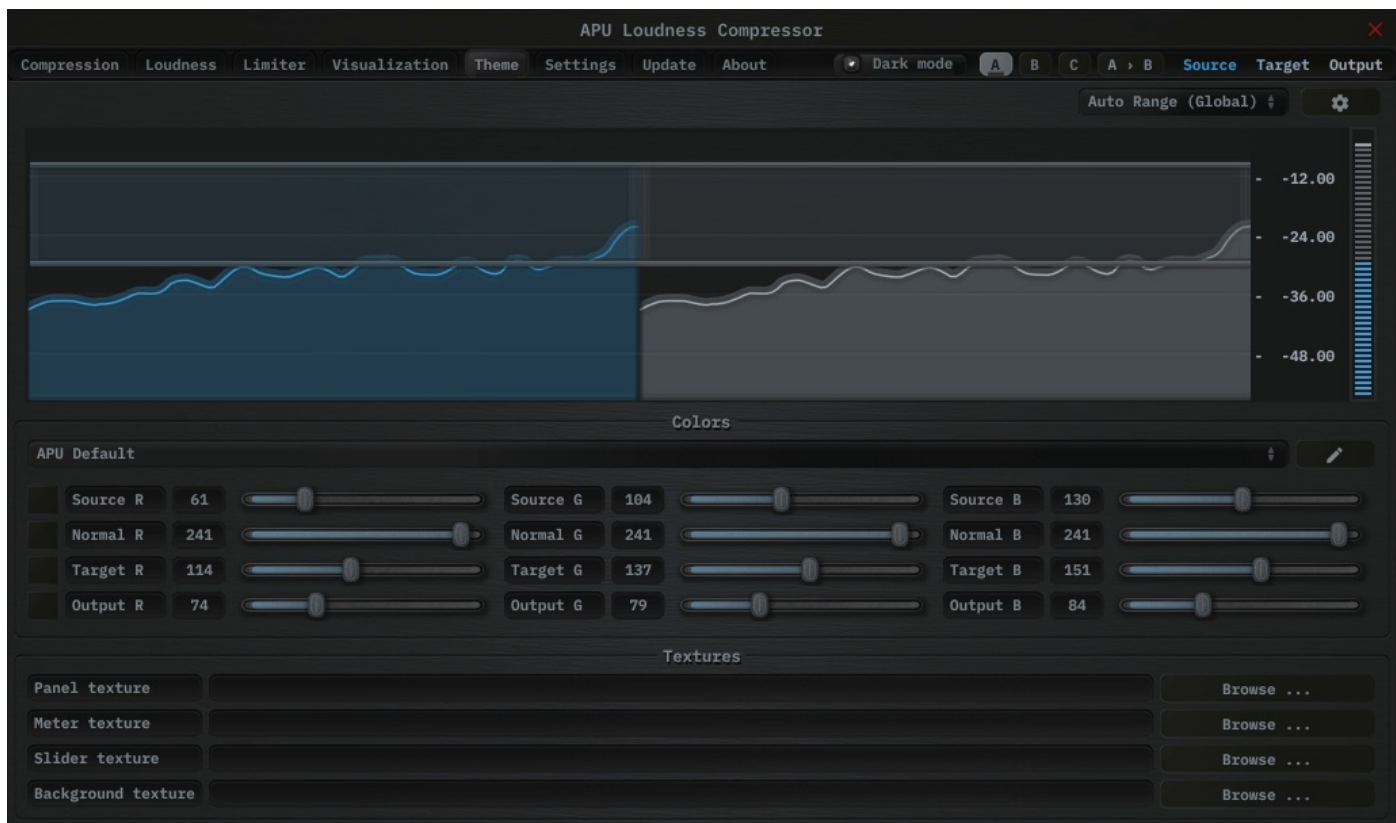 APU Loudness Compressor
Compression Loudness Limiter Visualization Theme Settings Update About Dark mode A B C A › B Source Target Output
Auto Range (Global)
- -12.00
- -24.00
- -36.00
- -48.00
Colors
APU Default
Source R 61 Source G 104 Source B 130
Normal R 241 Normal G 241 Normal B 241
Target R 114 Target G 137 Target B 151
Output R 74 Output G 79 Output B 84
Textures
Panel texture Browse ...
Meter texture Browse ...
Slider texture Browse ...
Background texture Browse ...